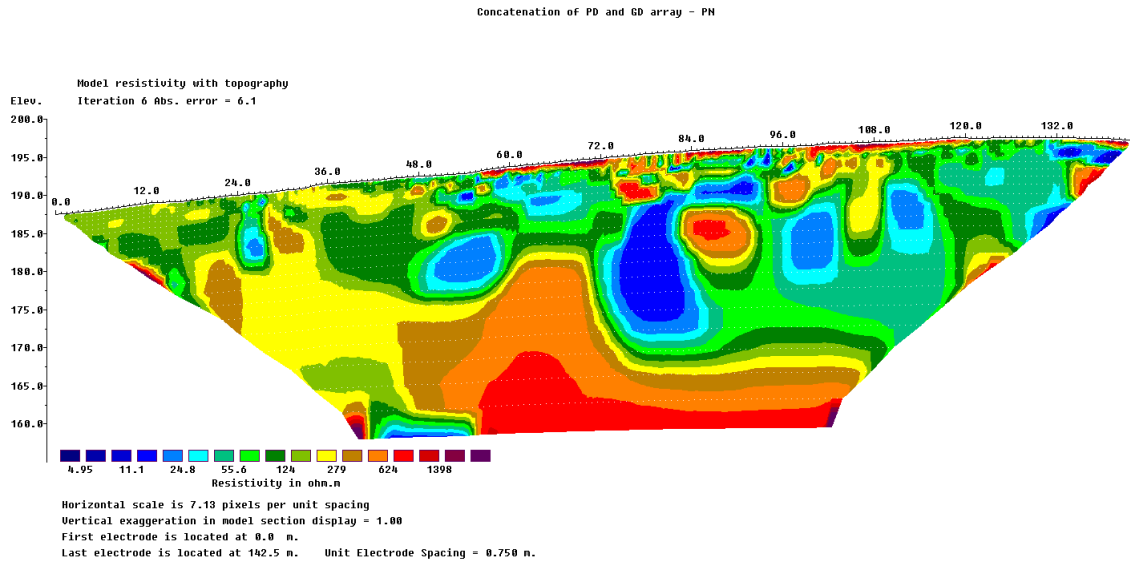 Concatenation of PD and GD array - PN
Model resistivity with topography
Elev. Iteration 6 Abs. error = 6.1
200.0
195.0
190.0
185.0
180.0
175.0
170.0
165.0
160.0
0.0 12.0 24.0 36.0 48.0 60.0 72.0 84.0 96.0 108.0 120.0 132.0
4.95 11.1 24.8 55.6 124 279 624 1398
Resistivity in ohm.m
Horizontal scale is 7.13 pixels per unit spacing
Vertical exaggeration in model section display = 1.00
First electrode is located at 0.0 m.
Last electrode is located at 142.5 m. Unit Electrode Spacing = 0.750 m.